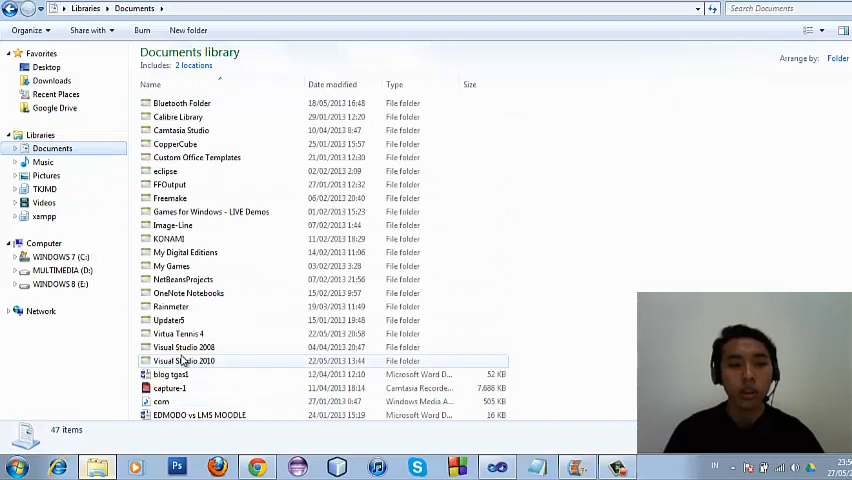 Libraries ▸ Documents ▸
Search Documents
Organize Share with Burn New folder
Favorites
Desktop
Downloads
Recent Places
Google Drive
Libraries
Documents
Music
Pictures
TKJMD
Videos
xampp
Computer
WINDOWS 7 (C:)
MULTIMEDIA (D:)
WINDOWS 8 (E:)
Network
Documents library
Includes: 2 locations
Arrange by: Folder
Name Date modified Type Size
Bluetooth Folder 18/05/2013 16:48 File folder
Calibre Library 29/01/2013 12:20 File folder
Camtasia Studio 10/04/2013 8:47 File folder
CopperCube 25/01/2013 15:57 File folder
Custom Office Templates 21/01/2013 12:30 File folder
eclipse 02/02/2013 2:09 File folder
FFOutput 27/01/2013 12:32 File folder
Freemake 06/02/2013 20:40 File folder
Games for Windows - LIVE Demos 01/02/2013 15:23 File folder
Image-Line 07/02/2013 1:44 File folder
KONAMI 11/02/2013 18:29 File folder
My Digital Editions 14/02/2013 11:06 File folder
My Games 03/02/2013 3:28 File folder
NetBeansProjects 07/02/2013 21:56 File folder
OneNote Notebooks 15/02/2013 9:57 File folder
Rainmeter 19/03/2013 11:49 File folder
Updater5 15/01/2013 19:48 File folder
Virtua Tennis 4 22/05/2013 20:58 File folder
Visual Studio 2008 04/04/2013 20:47 File folder
Visual Studio 2010 22/05/2013 13:44 File folder
blog tgas1 12/04/2013 12:10 Microsoft Word D... 52 KB
capture-1 11/04/2013 18:14 Camtasia Recorde... 7.688 KB
com 27/01/2013 0:47 Windows Media A... 505 KB
EDMODO vs LMS MOODLE 24/01/2013 15:19 Microsoft Word D... 16 KB
47 items
IN